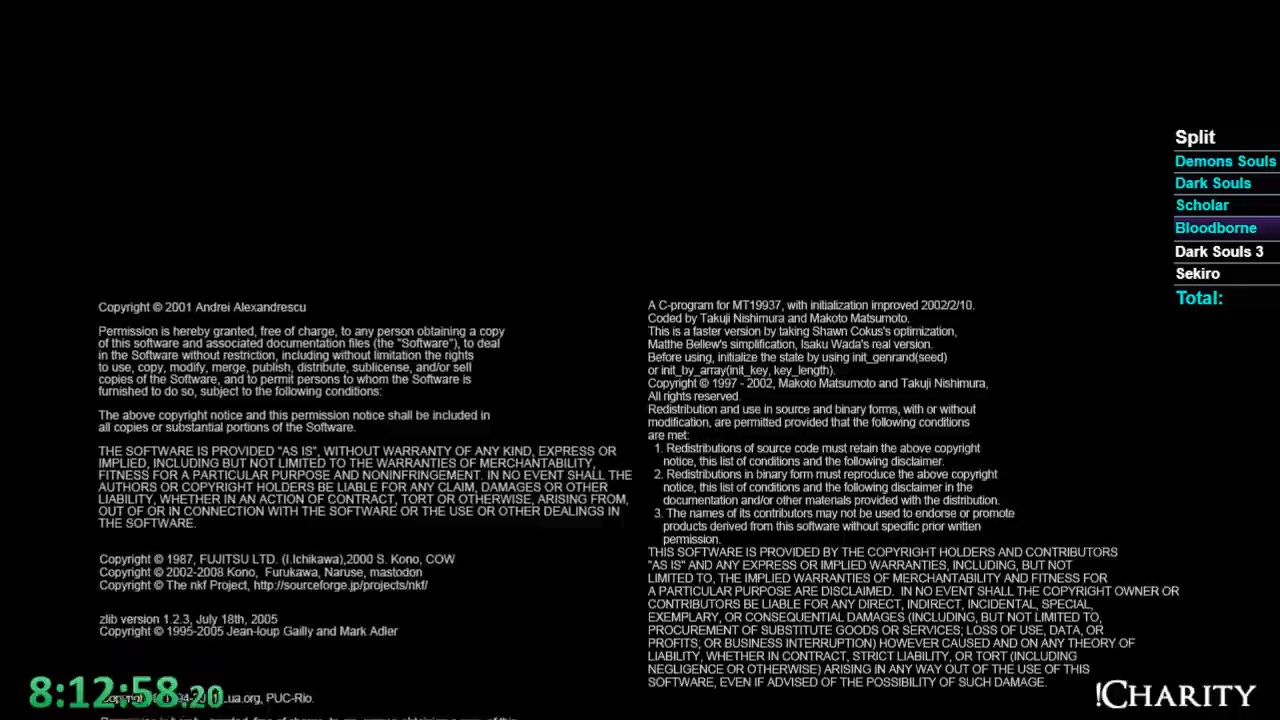 Split
Demons Souls
Dark Souls
Scholar
Bloodborne
Dark Souls 3
Sekiro
Total:
Copyright © 2001 Andrei Alexandrescu
Permission is hereby granted, free of charge, to any person obtaining a copy
of this software and associated documentation files (the "Software"), to deal
in the Software without restriction, including without limitation the rights
to use, copy, modify, merge, publish, distribute, sublicense, and/or sell
copies of the Software, and to permit persons to whom the Software is
furnished to do so, subject to the following conditions:
The above copyright notice and this permission notice shall be included in
all copies or substantial portions of the Software.
THE SOFTWARE IS PROVIDED "AS IS", WITHOUT WARRANTY OF ANY KIND, EXPRESS OR
IMPLIED, INCLUDING BUT NOT LIMITED TO THE WARRANTIES OF MERCHANTABILITY,
FITNESS FOR A PARTICULAR PURPOSE AND NONINFRINGEMENT. IN NO EVENT SHALL THE
AUTHORS OR COPYRIGHT HOLDERS BE LIABLE FOR ANY CLAIM, DAMAGES OR OTHER
LIABILITY, WHETHER IN AN ACTION OF CONTRACT, TORT OR OTHERWISE, ARISING FROM,
OUT OF OR IN CONNECTION WITH THE SOFTWARE OR THE USE OR OTHER DEALINGS IN
THE SOFTWARE.
Copyright © 1987, FUJITSU LTD. (I.Ichikawa),2000 S. Kono, COW
Copyright © 2002-2008 Kono, Furukawa, Naruse, mastodon
Copyright © The nkf Project, http://sourceforge.jp/projects/nkf/
zlib version 1.2.3, July 18th, 2005
Copyright © 1995-2005 Jean-loup Gailly and Mark Adler
Lua.org, PUC-Rio.
A C-program for MT19937, with initialization improved 2002/2/10.
Coded by Takuji Nishimura and Makoto Matsumoto.
This is a faster version by taking Shawn Cokus's optimization,
Matthe Bellew's simplification, Isaku Wada's real version.
Before using, initialize the state by using init_genrand(seed)
or init_by_array(init_key, key_length).
Copyright © 1997 - 2002, Makoto Matsumoto and Takuji Nishimura,
All rights reserved.
Redistribution and use in source and binary forms, with or without
modification, are permitted provided that the following conditions
are met:
1. Redistributions of source code must retain the above copyright
notice, this list of conditions and the following disclaimer.
2. Redistributions in binary form must reproduce the above copyright
notice, this list of conditions and the following disclaimer in the
documentation and/or other materials provided with the distribution.
3. The names of its contributors may not be used to endorse or promote
products derived from this software without specific prior written
permission.
THIS SOFTWARE IS PROVIDED BY THE COPYRIGHT HOLDERS AND CONTRIBUTORS
"AS IS" AND ANY EXPRESS OR IMPLIED WARRANTIES, INCLUDING, BUT NOT
LIMITED TO, THE IMPLIED WARRANTIES OF MERCHANTABILITY AND FITNESS FOR
A PARTICULAR PURPOSE ARE DISCLAIMED. IN NO EVENT SHALL THE COPYRIGHT OWNER OR
CONTRIBUTORS BE LIABLE FOR ANY DIRECT, INDIRECT, INCIDENTAL, SPECIAL,
EXEMPLARY, OR CONSEQUENTIAL DAMAGES (INCLUDING, BUT NOT LIMITED TO,
PROCUREMENT OF SUBSTITUTE GOODS OR SERVICES; LOSS OF USE, DATA, OR
PROFITS; OR BUSINESS INTERRUPTION) HOWEVER CAUSED AND ON ANY THEORY OF
LIABILITY, WHETHER IN CONTRACT, STRICT LIABILITY, OR TORT (INCLUDING
NEGLIGENCE OR OTHERWISE) ARISING IN ANY WAY OUT OF THE USE OF THIS
SOFTWARE, EVEN IF ADVISED OF THE POSSIBILITY OF SUCH DAMAGE.
8:12:58.20
!CHARITY